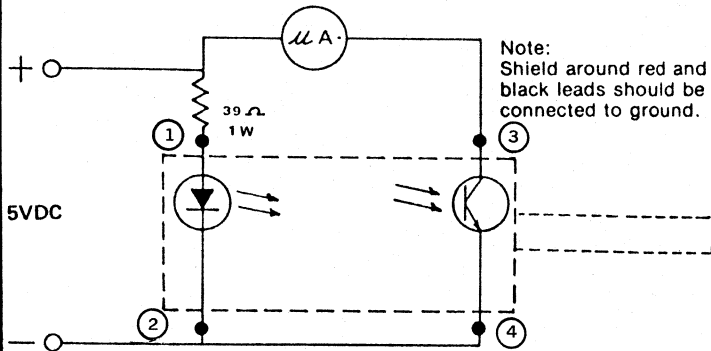 μA
Note:
Shield around red and
black leads should be
connected to ground.
+
39 Ω
1 W
1
3
5VDC
2
4
−